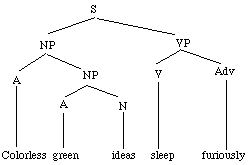 S
NP VP
A NP V Adv
A N
Colorless green ideas sleep furiously